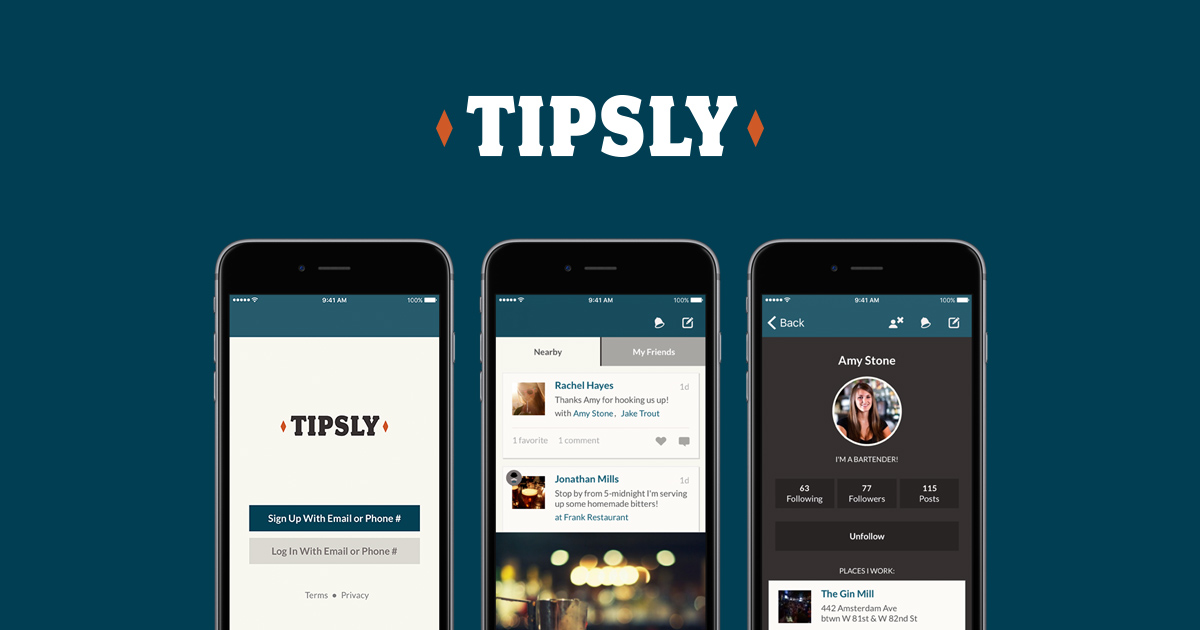 TIPSLY
9:41 AM
100%
TIPSLY
Sign Up With Email or Phone #
Log In With Email or Phone #
Terms ● Privacy
9:41 AM
100%
Nearby
My Friends
Rachel Hayes
1d
Thanks Amy for hooking us up!
with Amy Stone, Jake Trout
1 favorite 1 comment
Jonathan Mills
1d
Stop by from 5-midnight I'm serving
up some homemade bitters!
at Frank Restaurant
9:41 AM
100%
Back
Amy Stone
I'M A BARTENDER!
63
Following
77
Followers
115
Posts
Unfollow
PLACES I WORK:
The Gin Mill
442 Amsterdam Ave
btwn W 81st & W 82nd St